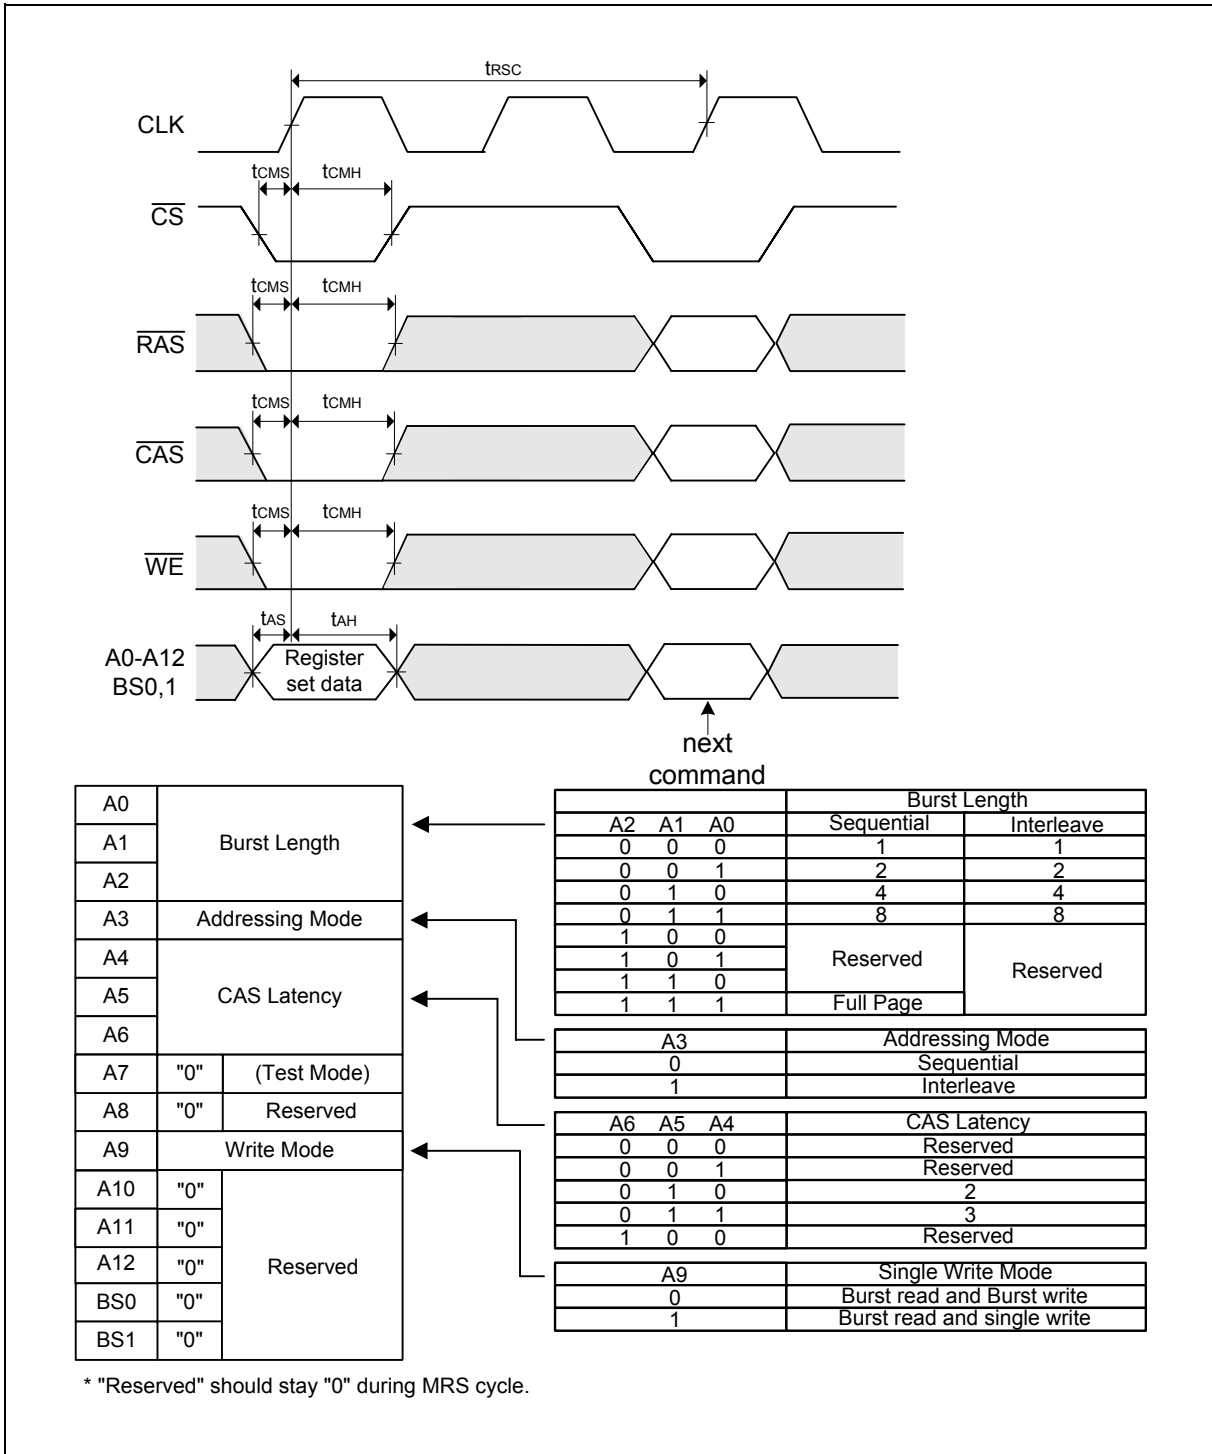 tRSC
CLK
tCMS tCMH
CS
tCMS tCMH
RAS
tCMS tCMH
CAS
tCMS tCMH
WE
tAS tAH
A0-A12
BS0,1
Register
set data
next
command
A0
A1 Burst Length
A2
A3 Addressing Mode
A4
A5 CAS Latency
A6
A7 "0" (Test Mode)
A8 "0" Reserved
A9 Write Mode
A10 "0"
A11 "0"
A12 "0" Reserved
BS0 "0"
BS1 "0"
Burst Length
A2 A1 A0 Sequential Interleave
0 0 0 1 1
0 0 1 2 2
0 1 0 4 4
0 1 1 8 8
1 0 0
1 0 1 Reserved Reserved
1 1 0
1 1 1 Full Page
A3 Addressing Mode
0 Sequential
1 Interleave
A6 A5 A4 CAS Latency
0 0 0 Reserved
0 0 1 Reserved
0 1 0 2
0 1 1 3
1 0 0 Reserved
A9 Single Write Mode
0 Burst read and Burst write
1 Burst read and single write
* "Reserved" should stay "0" during MRS cycle.